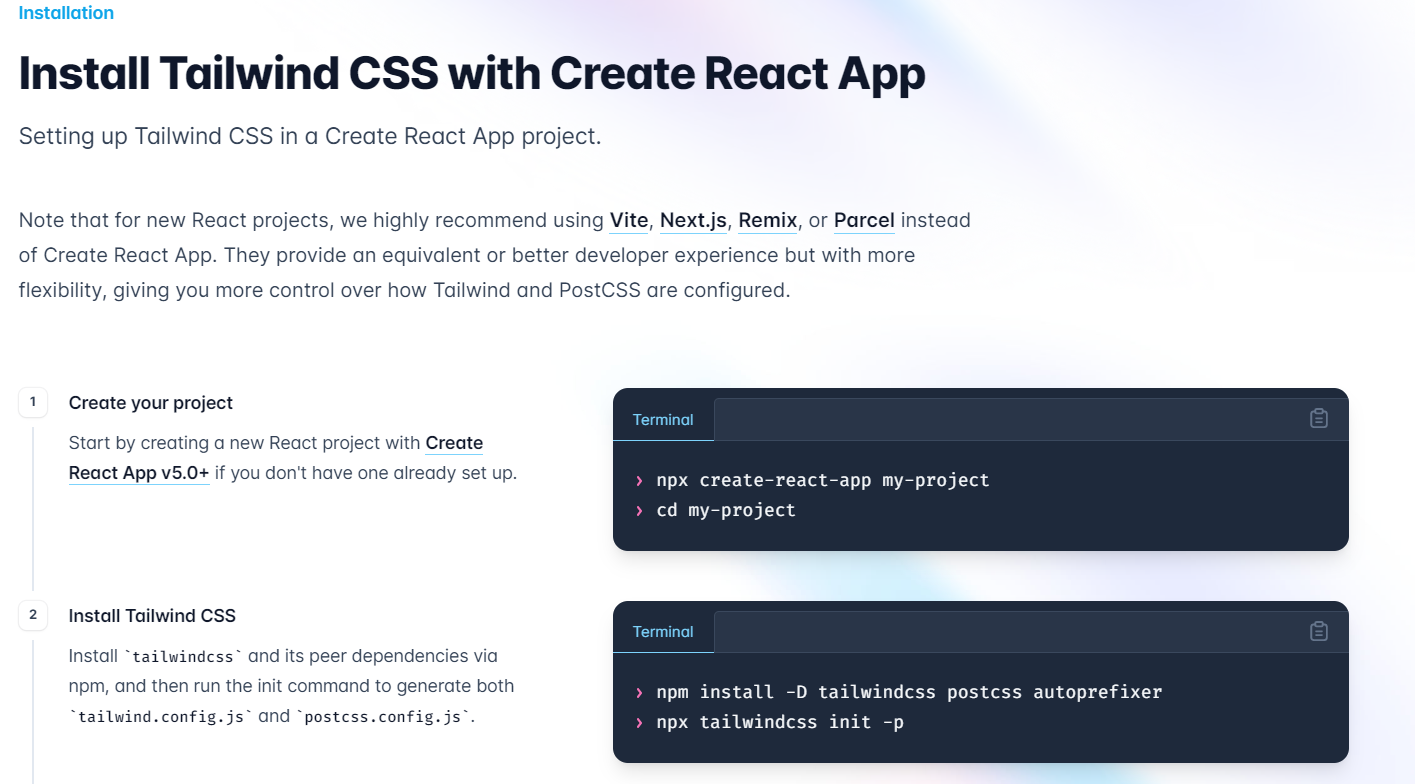 Installation
Install Tailwind CSS with Create React App
Setting up Tailwind CSS in a Create React App project.
Note that for new React projects, we highly recommend using Vite, Next.js, Remix, or Parcel instead
of Create React App. They provide an equivalent or better developer experience but with more
flexibility, giving you more control over how Tailwind and PostCSS are configured.
1
Create your project
Start by creating a new React project with Create
React App v5.0+ if you don't have one already set up.
Terminal
› npx create-react-app my-project
› cd my-project
2
Install Tailwind CSS
Install `tailwindcss` and its peer dependencies via
npm, and then run the init command to generate both
`tailwind.config.js` and `postcss.config.js`.
Terminal
› npm install -D tailwindcss postcss autoprefixer
› npx tailwindcss init -p